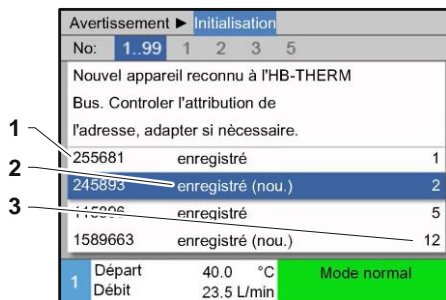 Avertissement ► Initialisation
No: 1..99 1 2 3 5
Nouvel appareil reconnu à l'HB-THERM
Bus. Controler l'attribution de
l'adresse, adapter si nècessaire.
1
255681 enregistré 1
2
245893 enregistré (nou.) 2
3
enregistré 5
1589663 enregistré (nou.) 12
1 Départ 40.0 °C Mode normal
Débit 23.5 L/min